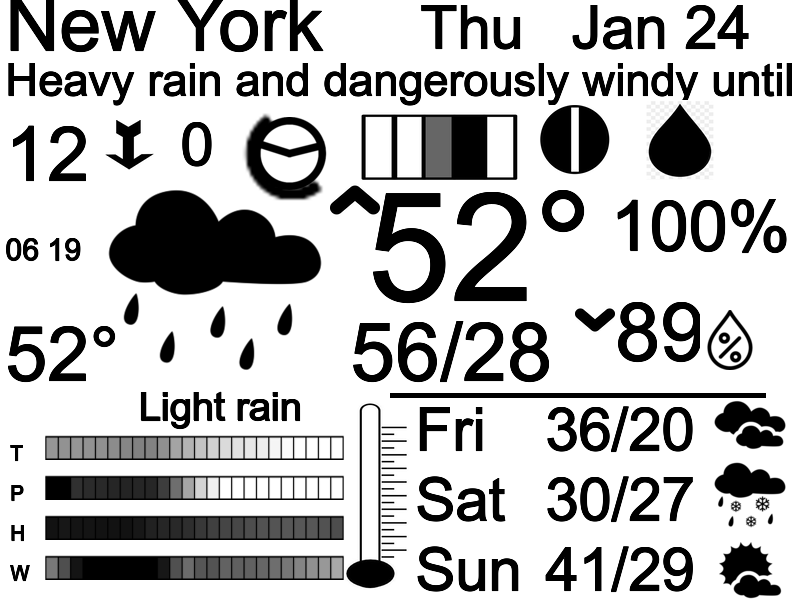 New York Thu Jan 24
Heavy rain and dangerously windy until
12 0
52° 100%
06 19
52° 56/28 89 %
Light rain
Fri 36/20
T
P
Sat 30/27
H
Sun 41/29
W